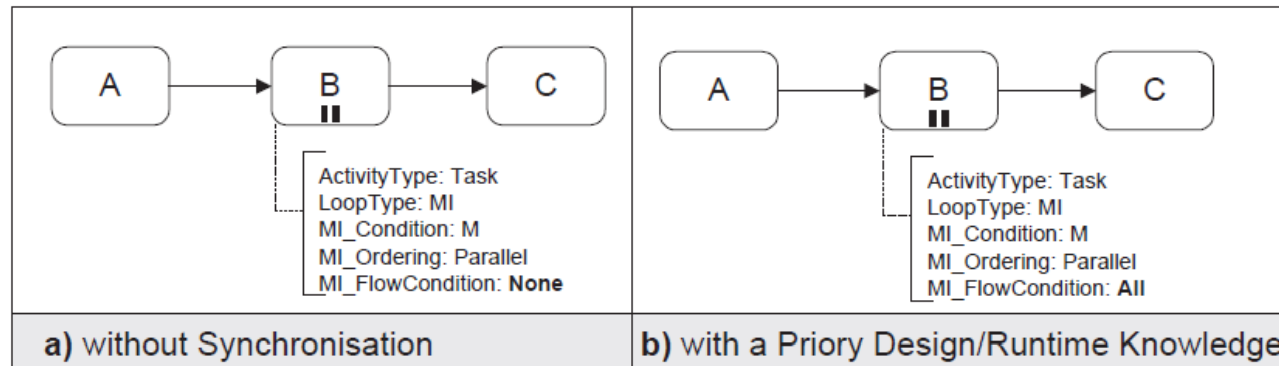 A
B
C
ActivityType: Task
LoopType: MI
MI_Condition: M
MI_Ordering: Parallel
MI_FlowCondition: None
a) without Synchronisation
A
B
C
ActivityType: Task
LoopType: MI
MI_Condition: M
MI_Ordering: Parallel
MI_FlowCondition: All
b) with a Priory Design/Runtime Knowledge